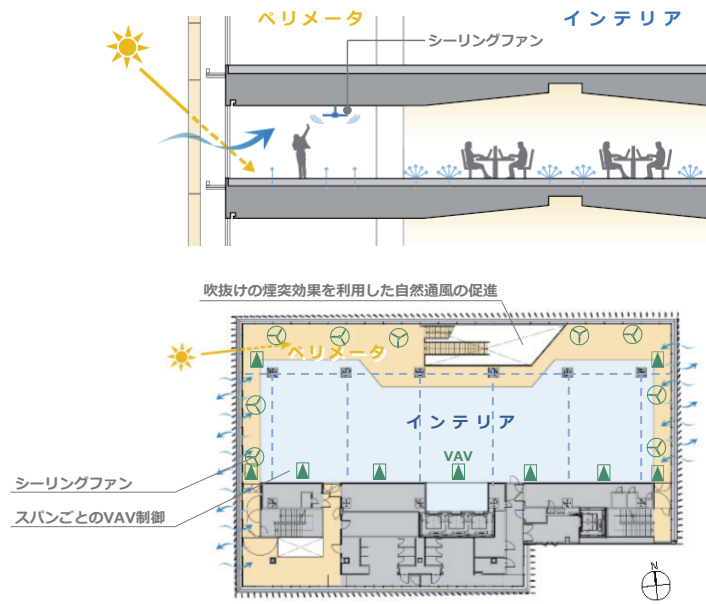 ペリメータ
インテリア
シーリングファン
吹抜けの煙突効果を利用した自然通風の促進
ペリメータ
インテリア
VAV
シーリングファン
スパンごとのVAV制御
N